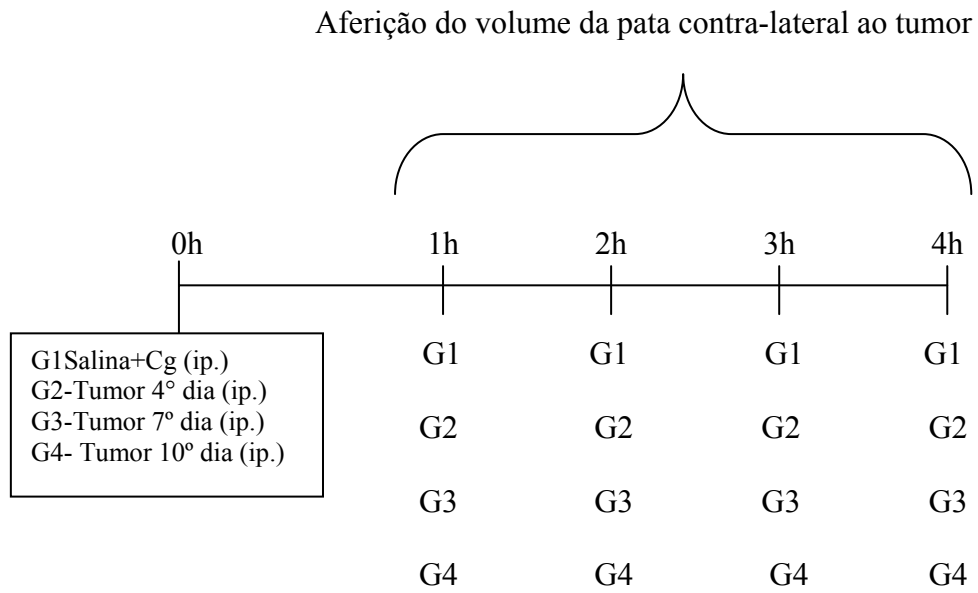 Aferição do volume da pata contra-lateral ao tumor
0h 1h 2h 3h 4h
G1Salina+Cg (ip.)
G2-Tumor 4° dia (ip.)
G3-Tumor 7º dia (ip.)
G4- Tumor 10º dia (ip.)
G1 G1 G1 G1
G2 G2 G2 G2
G3 G3 G3 G3
G4 G4 G4 G4